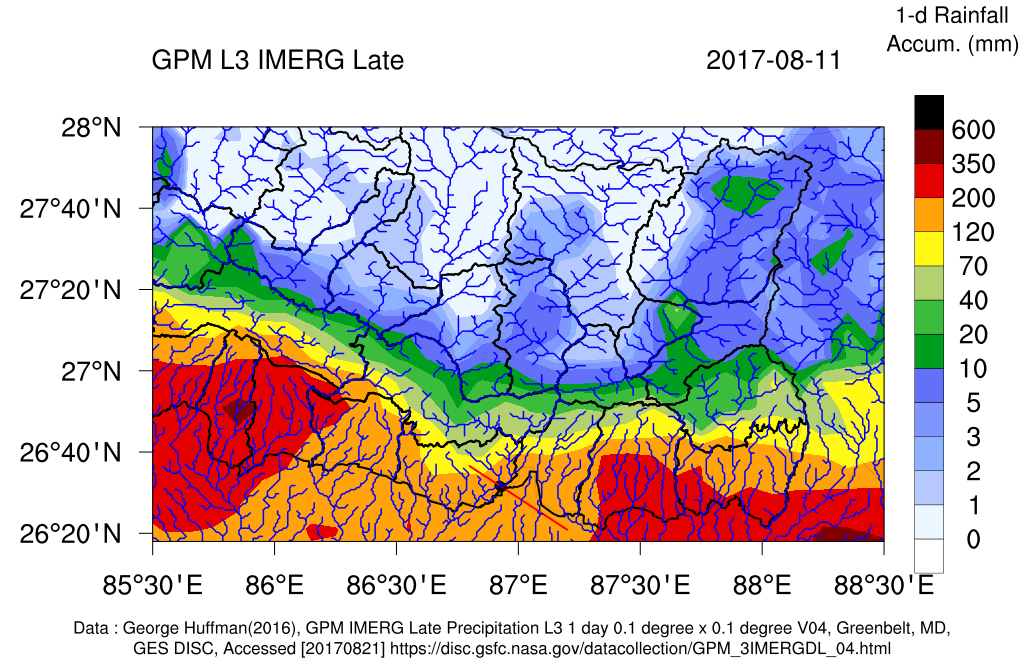 1-d Rainfall
Accum. (mm)
GPM L3 IMERG Late 2017-08-11
28°N
27°40'N
27°20'N
27°N
26°40'N
26°20'N
600
350
200
120
70
40
20
10
5
3
2
1
0
85°30'E 86°E 86°30'E 87°E 87°30'E 88°E 88°30'E
Data : George Huffman(2016), GPM IMERG Late Precipitation L3 1 day 0.1 degree x 0.1 degree V04, Greenbelt, MD,
GES DISC, Accessed [20170821] https://disc.gsfc.nasa.gov/datacollection/GPM_3IMERGDL_04.html